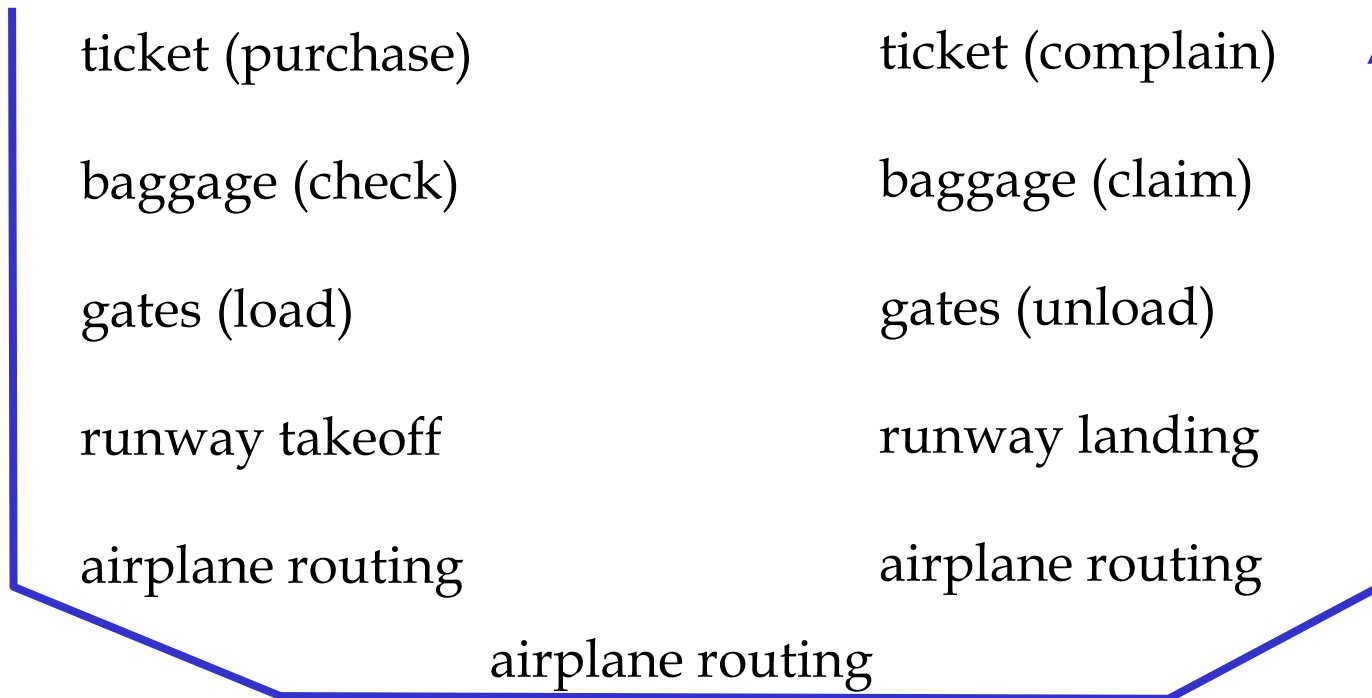 ticket (purchase)
baggage (check)
gates (load)
runway takeoff
airplane routing
ticket (complain)
baggage (claim)
gates (unload)
runway landing
airplane routing
airplane routing